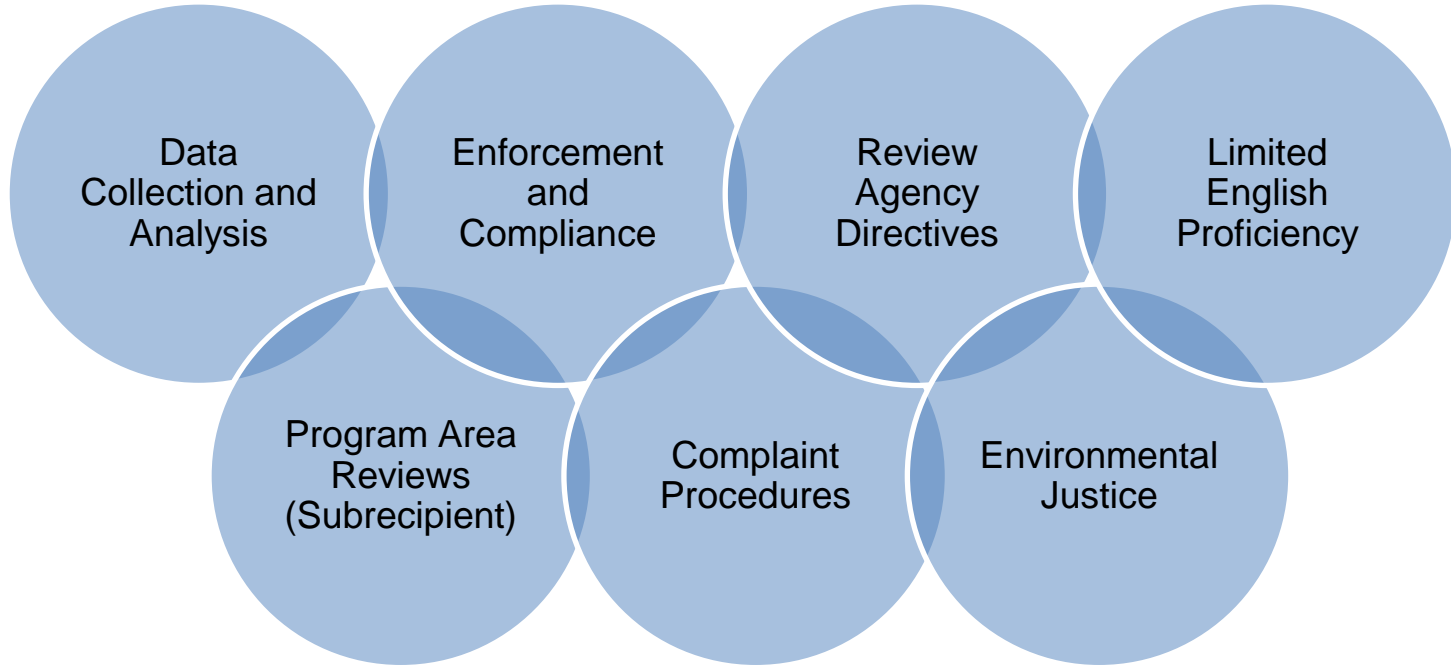 Data
Collection and
Analysis
Enforcement
and
Compliance
Review
Agency
Directives
Limited
English
Proficiency
Program Area
Reviews
(Subrecipient)
Complaint
Procedures
Environmental
Justice